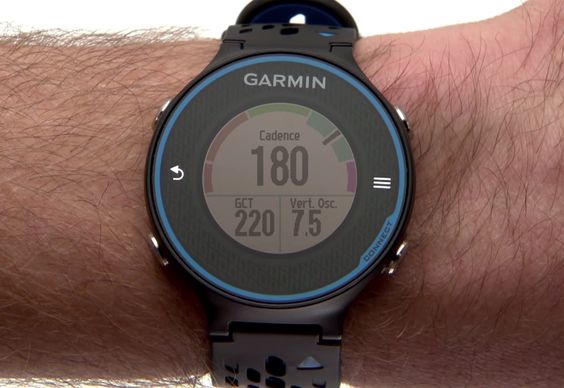 GARMIN
Cadence
180
GCT Vert. Osc.
220 7.5
CONNECT